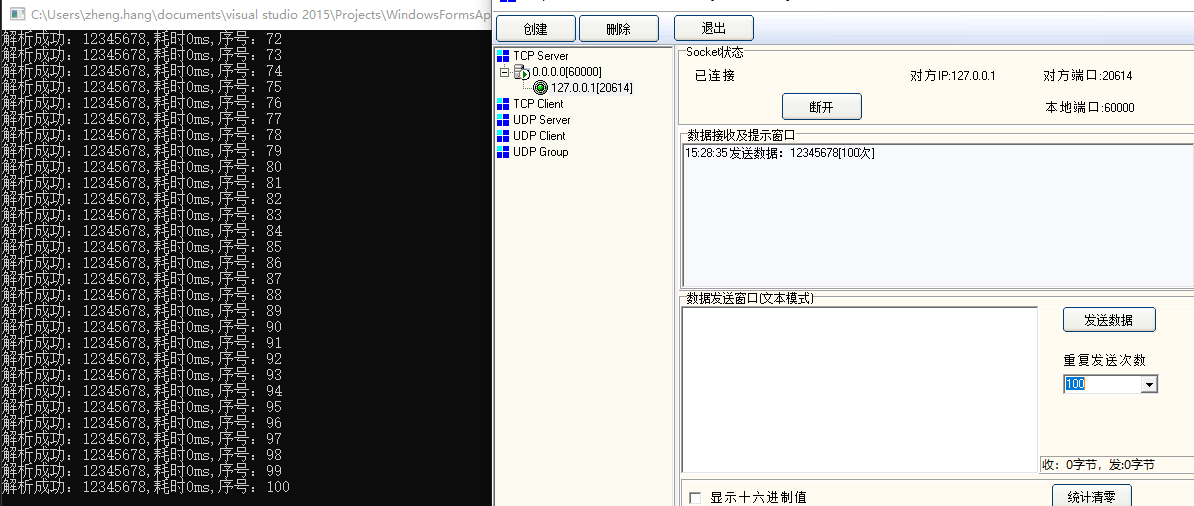 C:\Users\zheng.hang\documents\visual studio 2015\Projects\WindowsFormsAp
解析成功：12345678,耗时0ms,序号：72
解析成功：12345678,耗时0ms,序号：73
解析成功：12345678,耗时0ms,序号：74
解析成功：12345678,耗时0ms,序号：75
解析成功：12345678,耗时0ms,序号：76
解析成功：12345678,耗时0ms,序号：77
解析成功：12345678,耗时0ms,序号：78
解析成功：12345678,耗时0ms,序号：79
解析成功：12345678,耗时0ms,序号：80
解析成功：12345678,耗时0ms,序号：81
解析成功：12345678,耗时0ms,序号：82
解析成功：12345678,耗时0ms,序号：83
解析成功：12345678,耗时0ms,序号：84
解析成功：12345678,耗时0ms,序号：85
解析成功：12345678,耗时0ms,序号：86
解析成功：12345678,耗时0ms,序号：87
解析成功：12345678,耗时0ms,序号：88
解析成功：12345678,耗时0ms,序号：89
解析成功：12345678,耗时0ms,序号：90
解析成功：12345678,耗时0ms,序号：91
解析成功：12345678,耗时0ms,序号：92
解析成功：12345678,耗时0ms,序号：93
解析成功：12345678,耗时0ms,序号：94
解析成功：12345678,耗时0ms,序号：95
解析成功：12345678,耗时0ms,序号：96
解析成功：12345678,耗时0ms,序号：97
解析成功：12345678,耗时0ms,序号：98
解析成功：12345678,耗时0ms,序号：99
解析成功：12345678,耗时0ms,序号：100
创建 删除 退出
TCP Server
0.0.0.0[60000]
127.0.0.1[20614]
TCP Client
UDP Server
UDP Client
UDP Group
Socket状态
已连接 对方IP:127.0.0.1 对方端口:20614
断开 本地端口:60000
数据接收及提示窗口
15:28:35 发送数据：12345678[100次]
数据发送窗口(文本模式)
发送数据
重复发送次数
100
收：0字节，发:0字节
显示十六进制值 统计清零